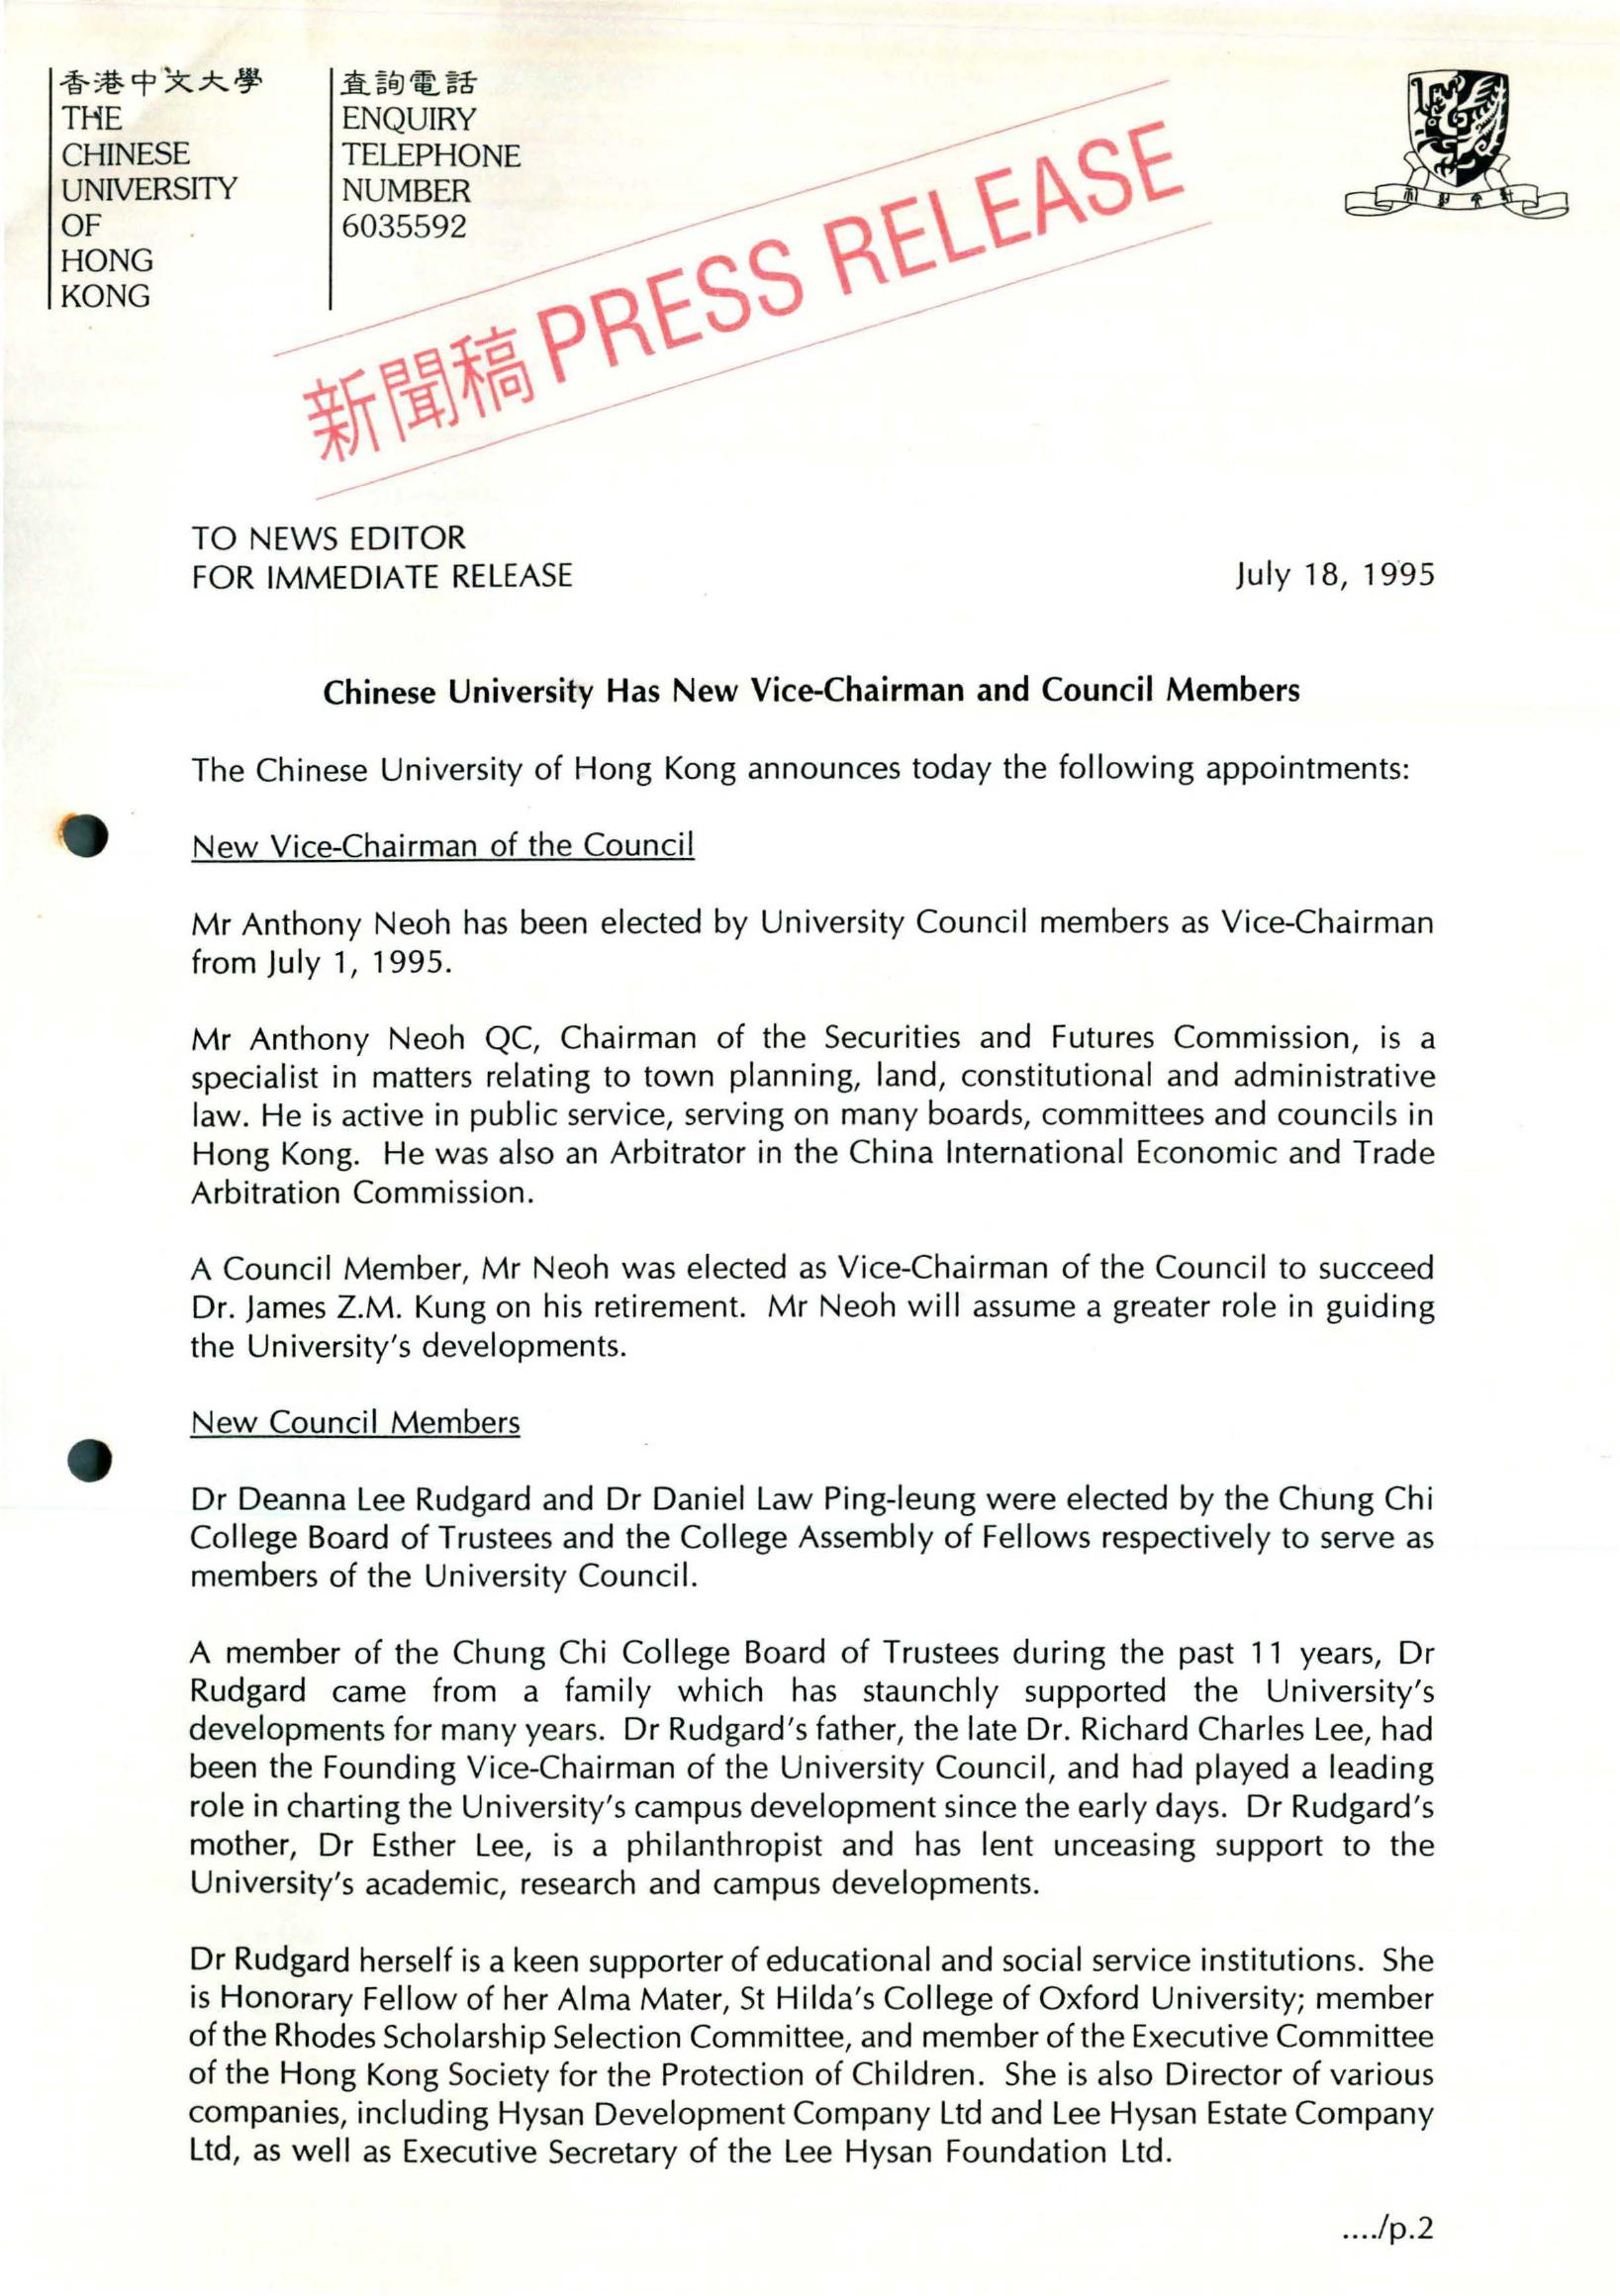 香港中文大學
THE
CHINESE
UNIVERSITY
OF
HONG
KONG
查詢電話
ENQUIRY
TELEPHONE
NUMBER
6035592
新聞稿 PRESS RELEASE
TO NEWS EDITOR
FOR IMMEDIATE RELEASE
July 18, 1995
Chinese University Has New Vice-Chairman and Council Members
The Chinese University of Hong Kong announces today the following appointments:
New Vice-Chairman of the Council
Mr Anthony Neoh has been elected by University Council members as Vice-Chairman
from July 1, 1995.
Mr Anthony Neoh QC, Chairman of the Securities and Futures Commission, is a
specialist in matters relating to town planning, land, constitutional and administrative
law. He is active in public service, serving on many boards, committees and councils in
Hong Kong. He was also an Arbitrator in the China International Economic and Trade
Arbitration Commission.
A Council Member, Mr Neoh was elected as Vice-Chairman of the Council to succeed
Dr. James Z.M. Kung on his retirement. Mr Neoh will assume a greater role in guiding
the University's developments.
New Council Members
Dr Deanna Lee Rudgard and Dr Daniel Law Ping-leung were elected by the Chung Chi
College Board of Trustees and the College Assembly of Fellows respectively to serve as
members of the University Council.
A member of the Chung Chi College Board of Trustees during the past 11 years, Dr
Rudgard came from a family which has staunchly supported the University's
developments for many years. Dr Rudgard's father, the late Dr. Richard Charles Lee, had
been the Founding Vice-Chairman of the University Council, and had played a leading
role in charting the University's campus development since the early days. Dr Rudgard's
mother, Dr Esther Lee, is a philanthropist and has lent unceasing support to the
University's academic, research and campus developments.
Dr Rudgard herself is a keen supporter of educational and social service institutions. She
is Honorary Fellow of her Alma Mater, St Hilda's College of Oxford University; member
of the Rhodes Scholarship Selection Committee, and member of the Executive Committee
of the Hong Kong Society for the Protection of Children. She is also Director of various
companies, including Hysan Development Company Ltd and Lee Hysan Estate Company
Ltd, as well as Executive Secretary of the Lee Hysan Foundation Ltd.
..../p.2